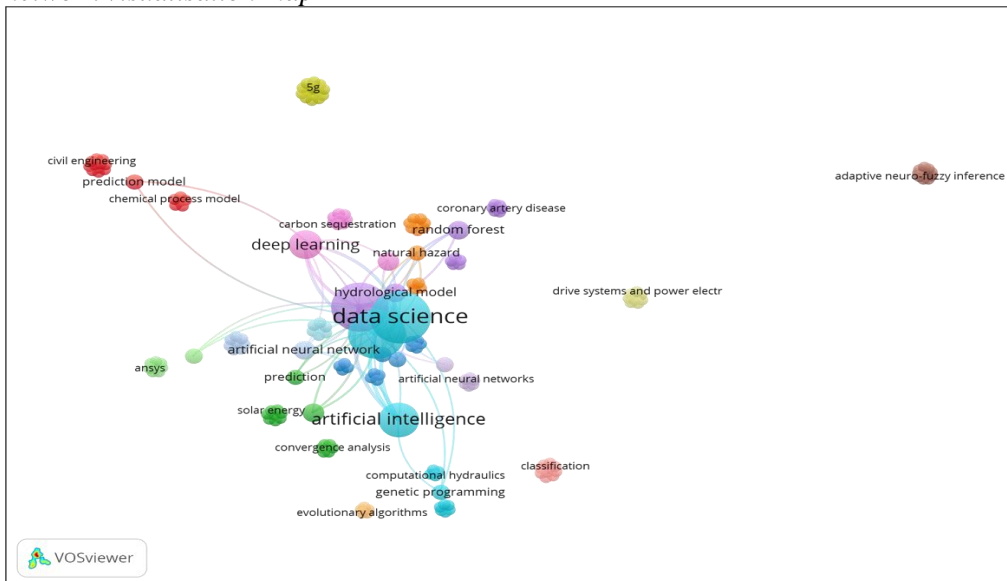 5g
civil engineering
prediction model
adaptive neuro-fuzzy inference
chemical process model
coronary artery disease
carbon sequestration
random forest
deep learning
natural hazard
hydrological model
drive systems and power electr
data science
artificial neural network
ansys
prediction
artificial neural networks
solar energy
artificial intelligence
convergence analysis
classification
computational hydraulics
genetic programming
evolutionary algorithms
VOSviewer